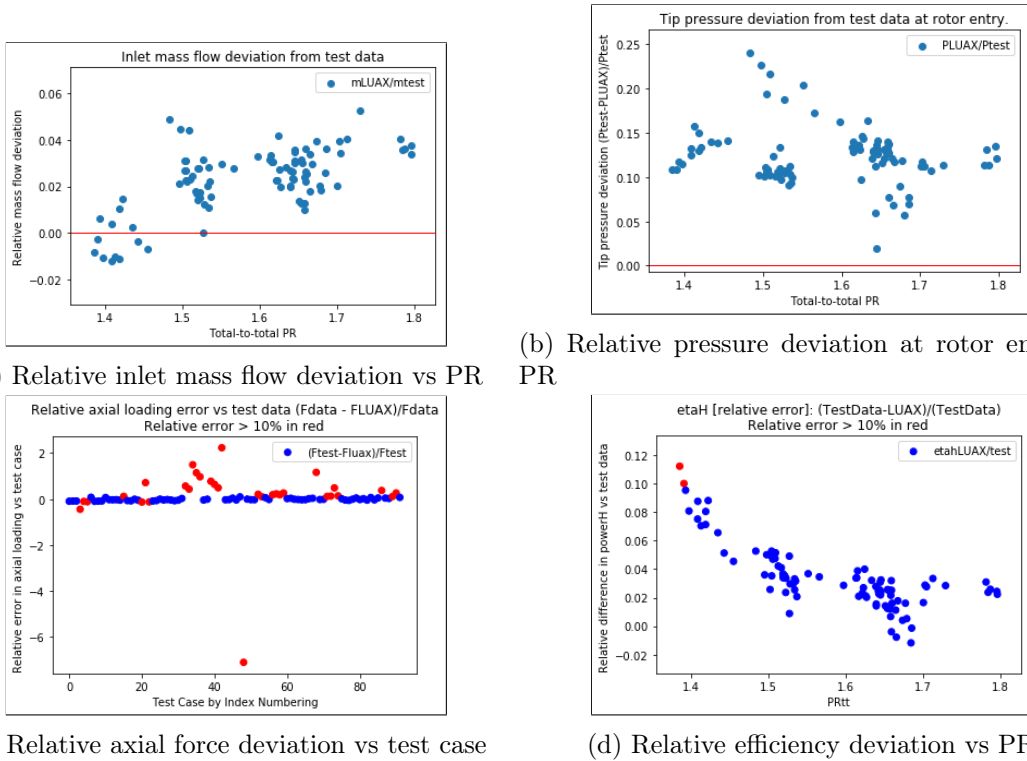 Inlet mass flow deviation from test data
mLUAX/mtest
Relative mass flow deviation
0.06
0.04
0.02
0.00
−0.02
1.4 1.5 1.6 1.7 1.8
Total-to-total PR
) Relative inlet mass flow deviation vs PR
Tip pressure deviation from test data at rotor entry.
PLUAX/Ptest
Tip pressure deviation (Ptest-PLUAX)/Ptest
0.25
0.20
0.15
0.10
0.05
0.00
1.4 1.5 1.6 1.7 1.8
Total-to-total PR
(b) Relative pressure deviation at rotor en
PR
Relative axial loading error vs test data (Fdata - FLUAX)/Fdata
Relative error > 10% in red
(Ftest-Fluax)/Ftest
Relative error in axial loading vs test case
2
0
−2
−4
−6
0 20 40 60 80
Test Case by Index Numbering
Relative axial force deviation vs test case
etaH [relative error]: (TestData-LUAX)/(TestData)
Relative error > 10% in red
etahLUAX/test
Relative difference in powerH vs test data
0.12
0.10
0.08
0.06
0.04
0.02
0.00
−0.02
1.4 1.5 1.6 1.7 1.8
PRtt
(d) Relative efficiency deviation vs PR